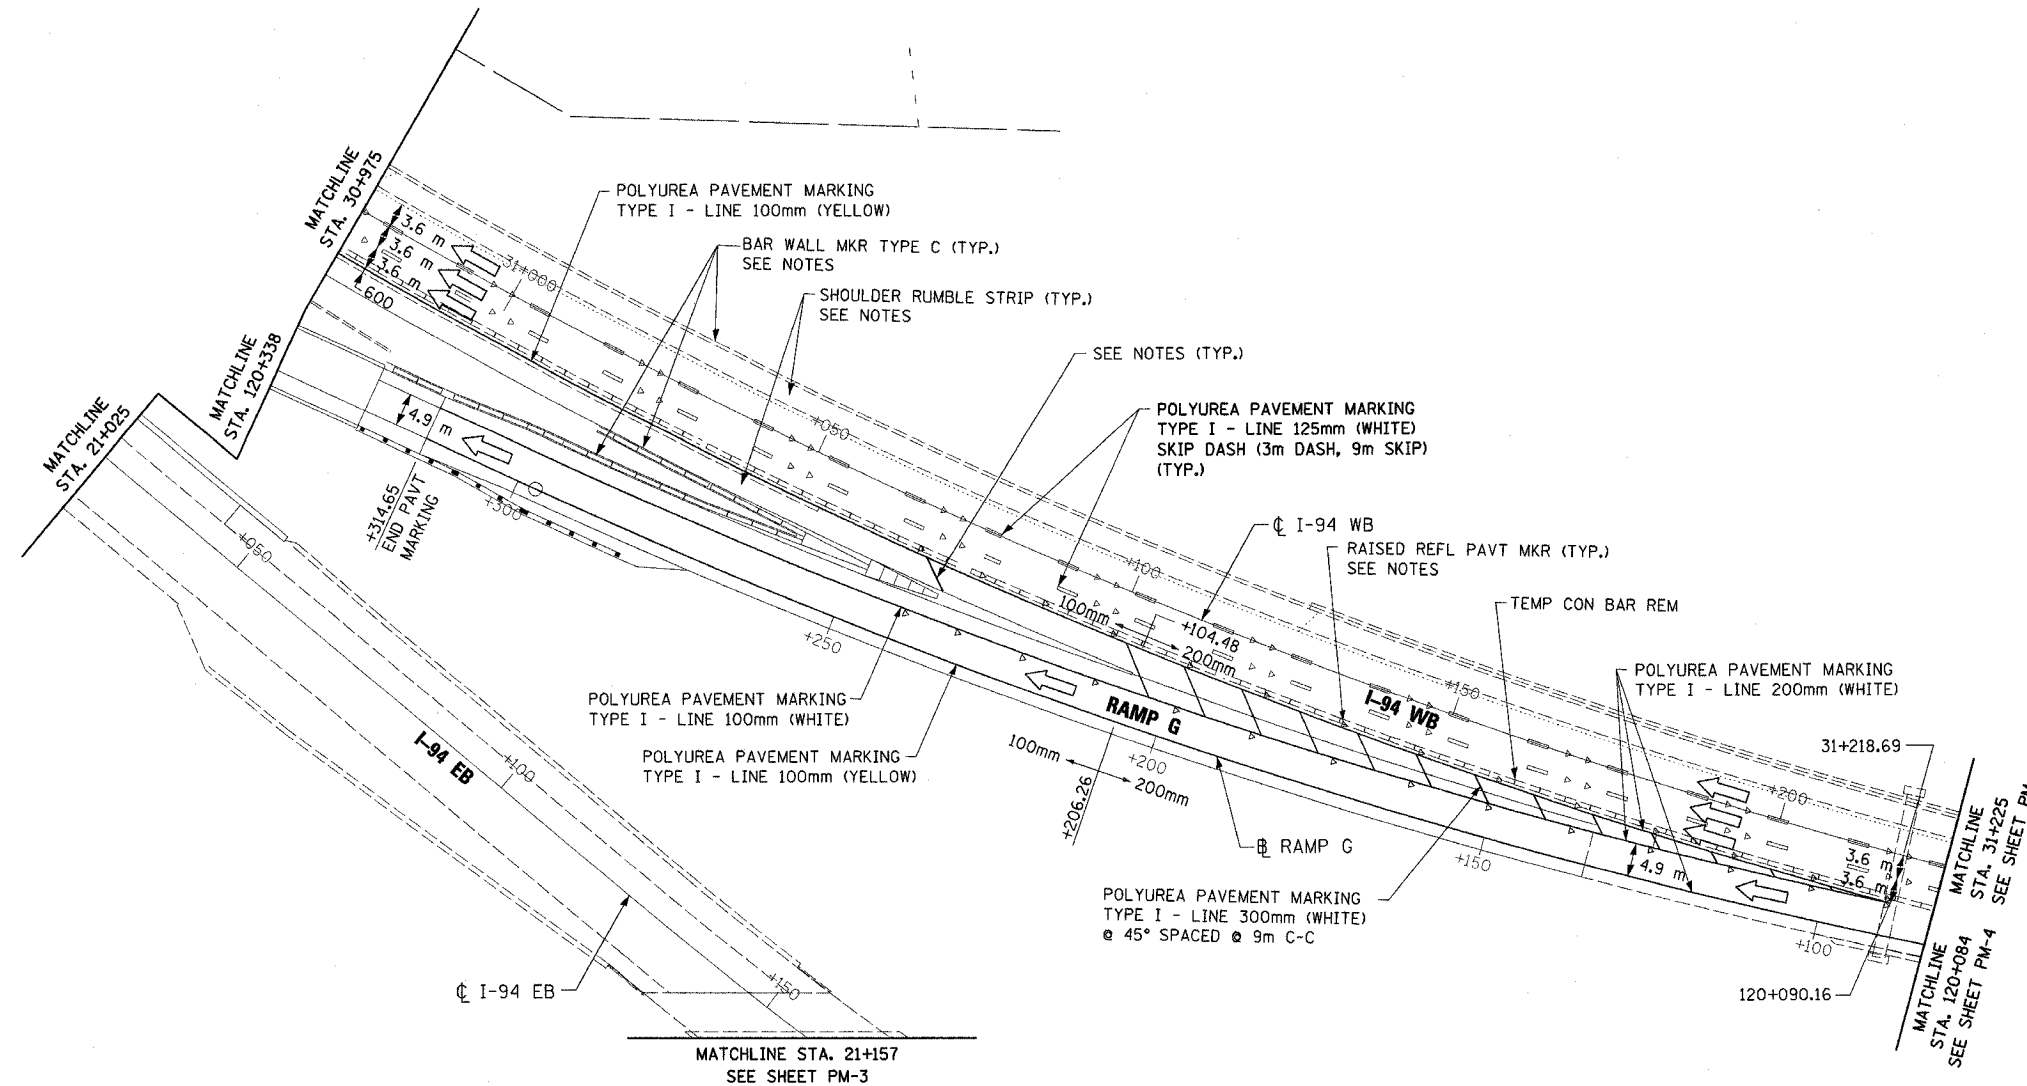 MATCHLINE
STA. 30+975
3.6 m
3.6 m
3.6 m
600
31+000
POLYUREA PAVEMENT MARKING
TYPE I - LINE 100mm (YELLOW)
BAR WALL MKR TYPE C (TYP.)
SEE NOTES
SHOULDER RUMBLE STRIP (TYP.)
SEE NOTES
SEE NOTES (TYP.)
+050
POLYUREA PAVEMENT MARKING
TYPE I - LINE 125mm (WHITE)
SKIP DASH (3m DASH, 9m SKIP)
(TYP.)
℄ I-94 WB
RAISED REFL PAVT MKR (TYP.)
SEE NOTES
+100
TEMP CON BAR REM
100mm
+104.48
200mm
I-94 WB
+150
POLYUREA PAVEMENT MARKING
TYPE I - LINE 200mm (WHITE)
31+218.69
+200
3.6 m
3.6 m
MATCHLINE
STA. 31+225
SEE SHEET PM
MATCHLINE
STA. 120+338
MATCHLINE
STA. 21+025
4.9 m
+314.65
END PAVT
MARKING
+300
+250
POLYUREA PAVEMENT MARKING
TYPE I - LINE 100mm (WHITE)
POLYUREA PAVEMENT MARKING
TYPE I - LINE 100mm (YELLOW)
RAMP G
100mm
200mm
+200
+206.26
B RAMP G
+150
4.9 m
POLYUREA PAVEMENT MARKING
TYPE I - LINE 300mm (WHITE)
@ 45° SPACED @ 9m C-C
+100
120+090.16
MATCHLINE
STA. 120+084
SEE SHEET PM-4
+050
I-94 EB
+100
℄ I-94 EB
+150
MATCHLINE STA. 21+157
SEE SHEET PM-3